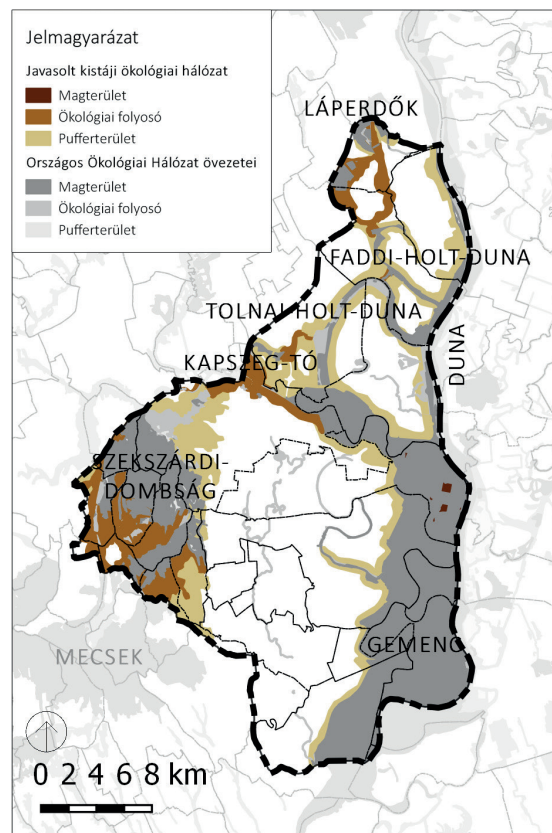 Jelmagyarázat
Javasolt kistáji ökológiai hálózat
Magterület
Ökológiai folyosó
Puffertterület
Országos Ökológiai Hálózat övezetei
Magterület
Ökológiai folyosó
Pufferterület
LÁPERDŐK
FADDI-HOLT-DUNA
TOLNAI-HOLT-DUNA
DUNA
KAPSZEG-TÓ
SZEKSZÁRDI-
DOMBSÁG
GEMENC
MECSEK
0 2 4 6 8 km